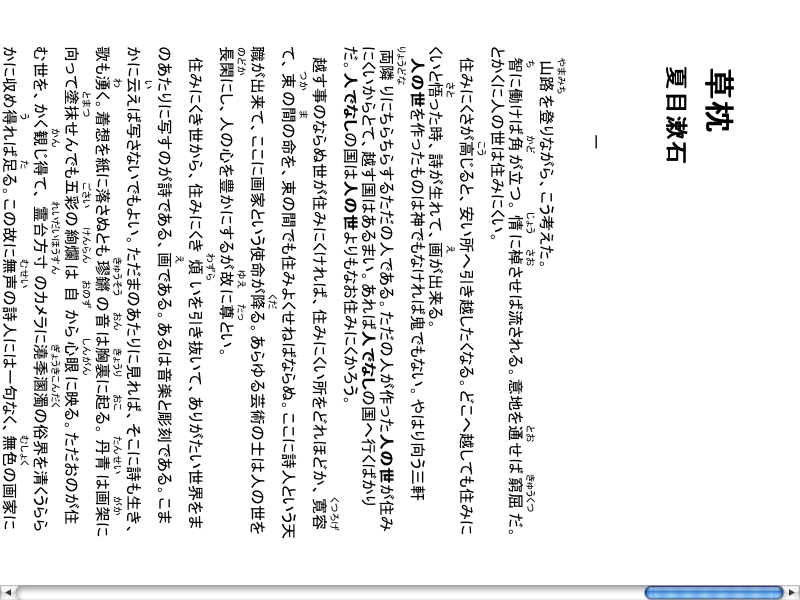 草枕
夏目漱石
一
山路を登りながら、こう考えた。
智に働けば角が立つ。情に棹させば流される。意地を通せば窮屈だ。
とかくに人の世は住みにくい。
住みにくさが高じると、安い所へ引き越したくなる。どこへ越しても住みに
くいと悟った時、詩が生れて、画が出来る。
人の世を作ったものは神でもなければ鬼でもない。やはり向う三軒
両隣りにちらちらするただの人である。ただの人が作った人の世が住み
にくいからとて、越す国はあるまい。あれば人でなしの国へ行くばかり
だ。人でなしの国は人の世よりもなお住みにくかろう。
越す事のならぬ世が住みにくければ、住みにくい所をどれほどか、寛容
て、束の間の命を、束の間でも住みよくせねばならぬ。ここに詩人という天
職が出来て、ここに画家という使命が降る。あらゆる芸術の士は人の世を
長閑にし、人の心を豊かにするが故に尊とい。
住みにくき世から、住みにくき煩いを引き抜いて、ありがたい世界をま
のあたりに写すのが詩である、画である。あるは音楽と彫刻である。こま
かに云えば写さないでもよい。ただまのあたりに見れば、そこに詩も生き、
歌も湧く。着想を紙に落さぬとも璆鏘の音は胸裏に起る。丹青は画架に
向って塗抹せんでも五彩の絢爛は自から心眼に映る。ただおのが住
む世を、かく観じ得て、霊台方寸のカメラに澆季溷濁の俗界を清くうらら
かに収め得れば足る。この故に無声の詩人には一句なく、無色の画家に